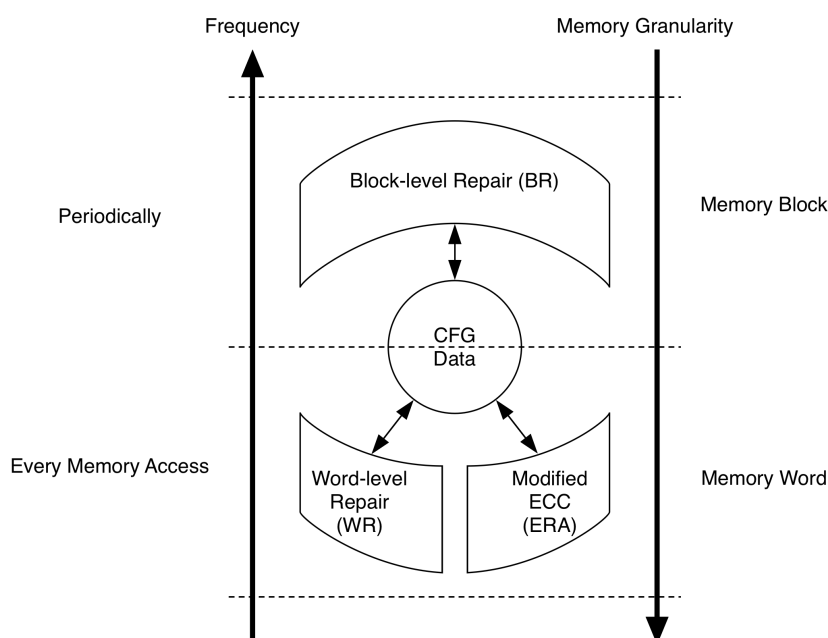 Frequency
Memory Granularity
Block-level Repair (BR)
Periodically
Memory Block
CFG
Data
Every Memory Access
Word-level
Repair
(WR)
Modified
ECC
(ERA)
Memory Word